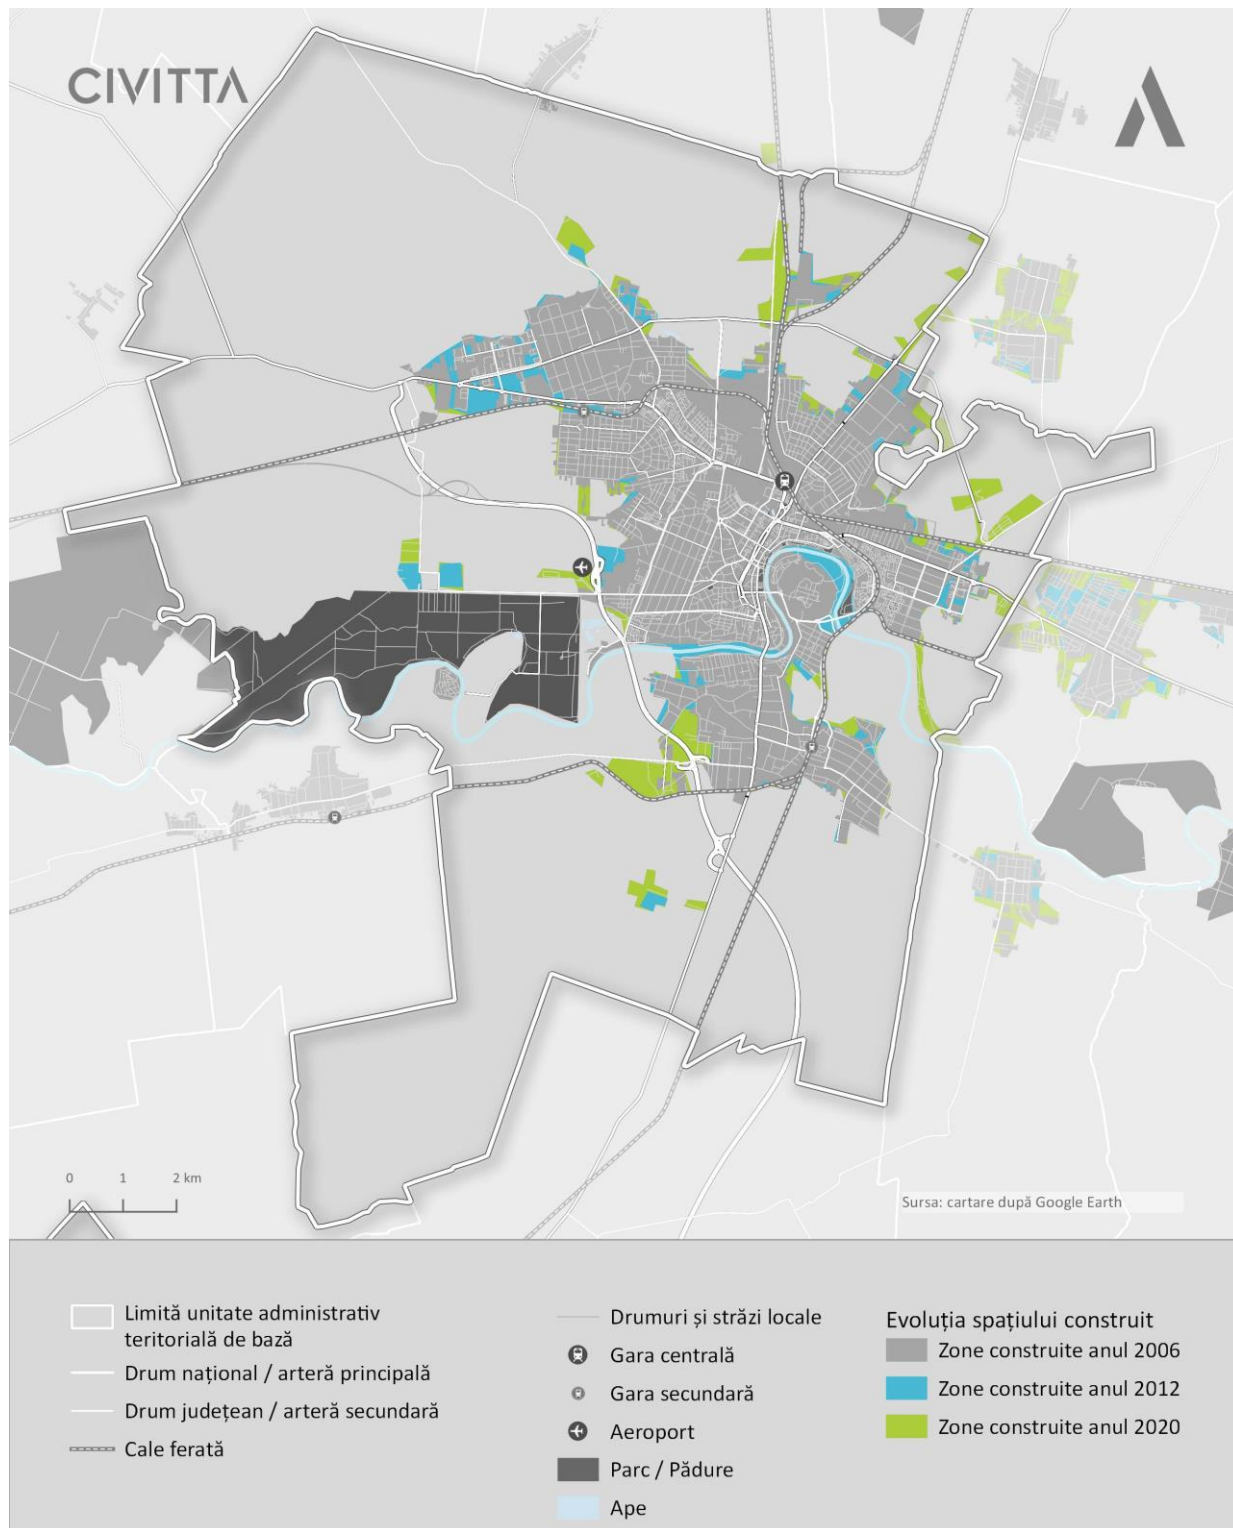 CIVITTA
0 1 2 km
Sursa: cartare după Google Earth
Limită unitate administrativ
teritorială de bază
Drum național / arteră principală
Drum județean / arteră secundară
Cale ferată
Drumuri și străzi locale
Gara centrală
Gara secundară
Aeroport
Parc / Pădure
Ape
Evoluția spațiului construit
Zone construite anul 2006
Zone construite anul 2012
Zone construite anul 2020